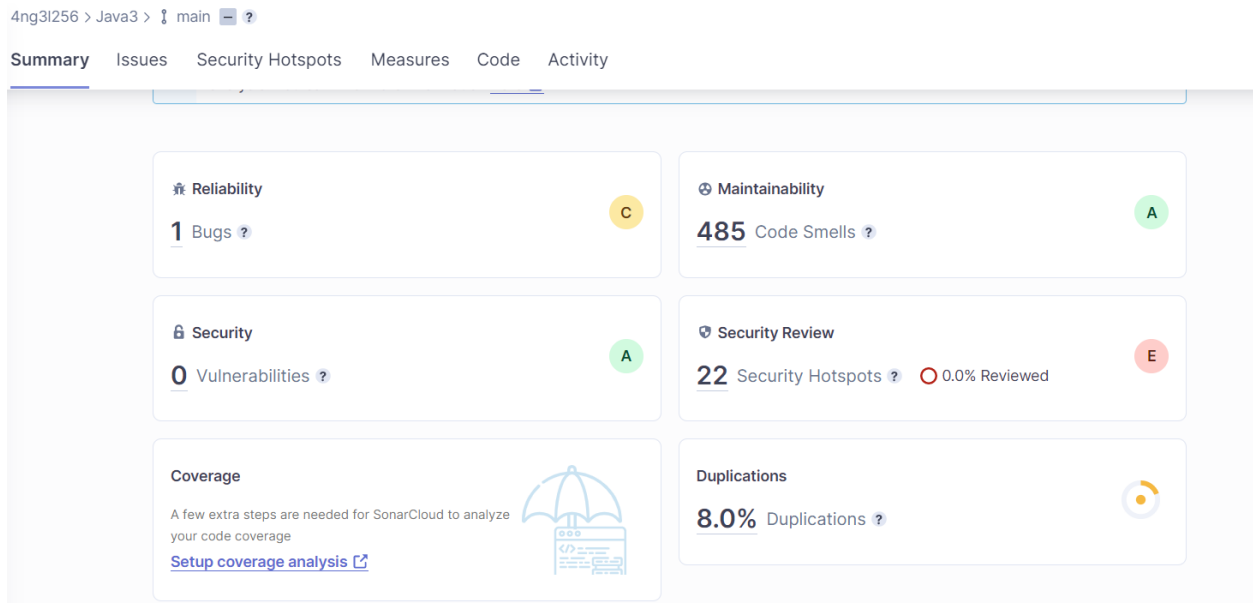 4ng3l256 > Java3 > main – ?
Summary Issues Security Hotspots Measures Code Activity
Reliability
1 Bugs ?
C
Maintainability
485 Code Smells ?
A
Security
0 Vulnerabilities ?
A
Security Review
22 Security Hotspots ? 0.0% Reviewed
E
Coverage
A few extra steps are needed for SonarCloud to analyze
your code coverage
Setup coverage analysis
</>
Duplications
8.0% Duplications ?